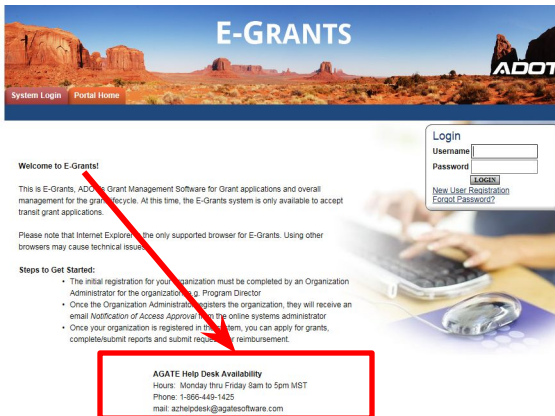 E-GRANTS
ADOT
System Login Portal Home
Login
Username
Password
LOGIN
New User Registration
Forgot Password?
Welcome to E-Grants!
This is E-Grants, Grant Management Software for Grant applications and overall
management for the grant lifecycle. At this time, the E-Grants system is only available to accept
transit grant applications.
Please note that Internet Explorer is the only supported browser for E-Grants. Using other
browsers may cause technical
Steps to Get Started:
• The initial registration for your organization must be completed by an Organization
Administrator for the organization Program Director
• Once the Organization Administrator registers the organization, they will receive an
email Notification of Access Approval from the online systems administrator
• Once your organization is registered in the system, you can apply for grants,
complete/submit reports and submit reimbursement.
AGATE Help Desk Availability
Hours: Monday thru Friday 8am to 5pm MST
Phone: 1-866-449-1425
mail: azhelpdesk@agatesoftware.com